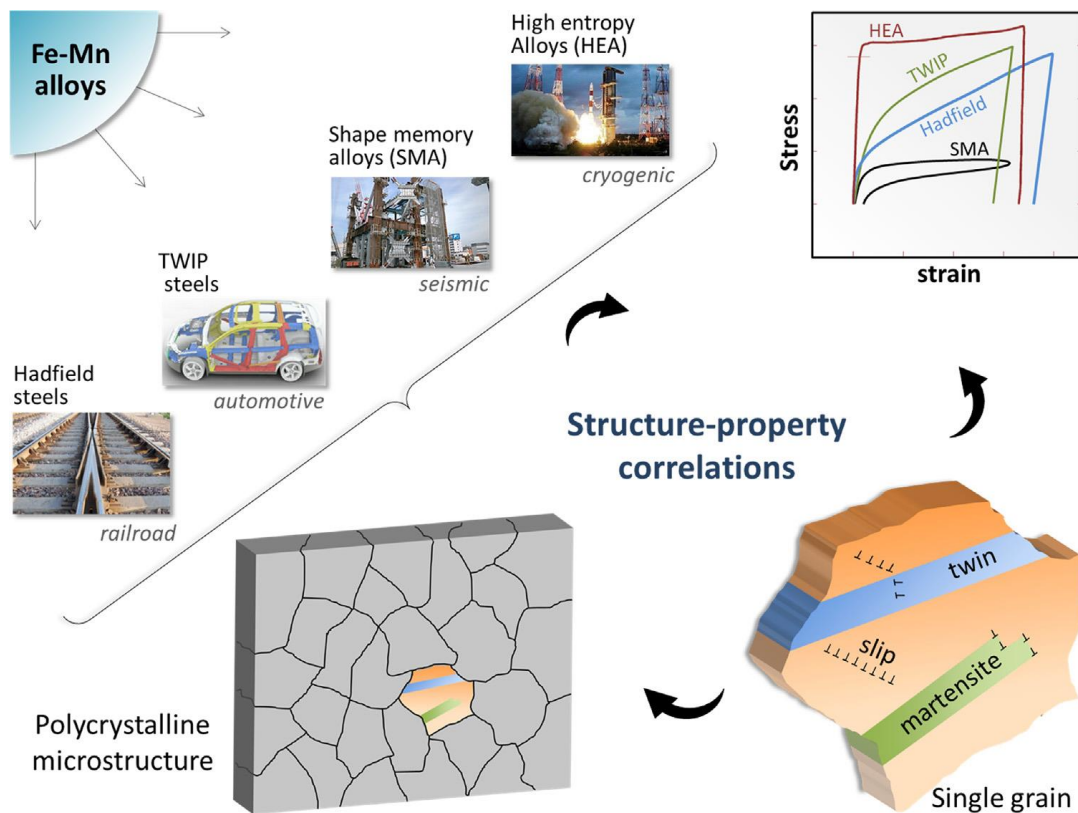 Fe-Mn
alloys
High entropy
Alloys (HEA)
cryogenic
Shape memory
alloys (SMA)
seismic
TWIP
steels
automotive
Hadfield
steels
railroad
HEA
TWIP
Hadfield
SMA
Stress
strain
Structure-property
correlations
Polycrystalline
microstructure
twin
slip
martensite
Single grain